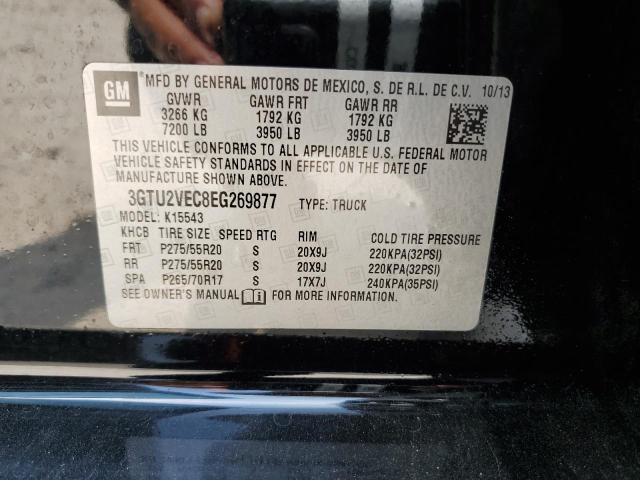 GM MFD BY GENERAL MOTORS DE MEXICO, S. DE R.L. DE C.V. 10/13
GVWR GAWR FRT GAWR RR
3266 KG 1792 KG 1792 KG
7200 LB 3950 LB 3950 LB
THIS VEHICLE CONFORMS TO ALL APPLICABLE U.S. FEDERAL MOTOR
VEHICLE SAFETY STANDARDS IN EFFECT ON THE DATE OF
MANUFACTURE SHOWN ABOVE.
3GTU2VEC8EG269877 TYPE: TRUCK
MODEL: K15543
KHCB TIRE SIZE SPEED RTG RIM COLD TIRE PRESSURE
FRT P275/55R20 S 20X9J 220KPA(32PSI)
RR P275/55R20 S 20X9J 220KPA(32PSI)
SPA P265/70R17 S 17X7J 240KPA(35PSI)
SEE OWNER'S MANUAL FOR MORE INFORMATION.